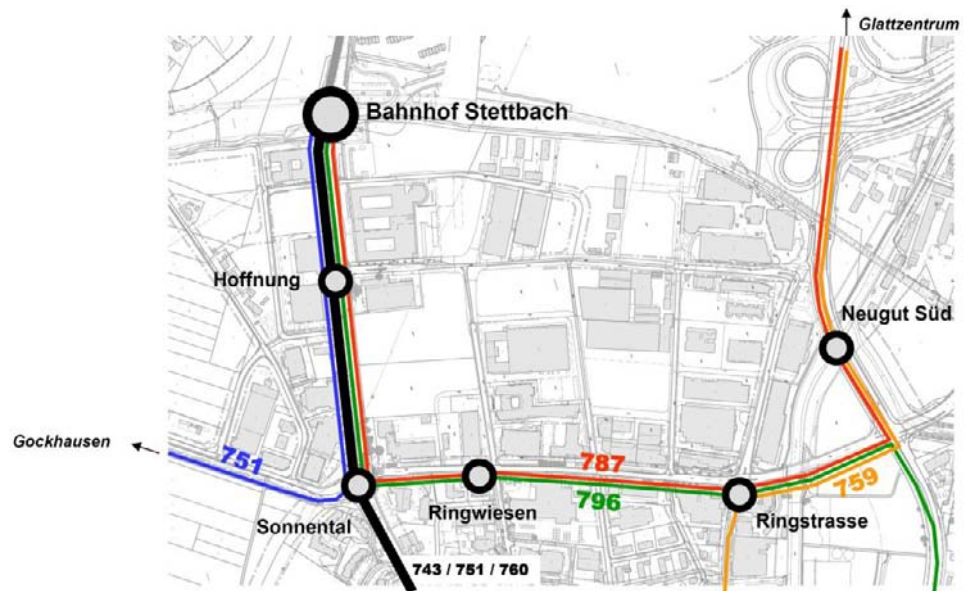 Glattzentrum
Bahnhof Stettbach
Hoffnung
Neugut Süd
Gockhausen
751
787
759
796
Sonnental
Ringwiesen
Ringstrasse
743 / 751 / 760